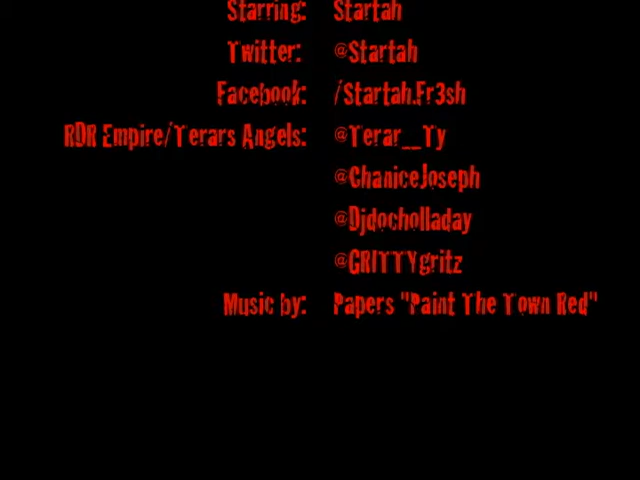 Starring: Startah
Twitter: @Startah
Facebook: /Startah.Fr3sh
RDR Empire/Terars Angels: @Terar__Ty
@ChaniceJoseph
@Djdocholladay
@GRITTYgritz
Music by: Papers "Paint The Town Red"